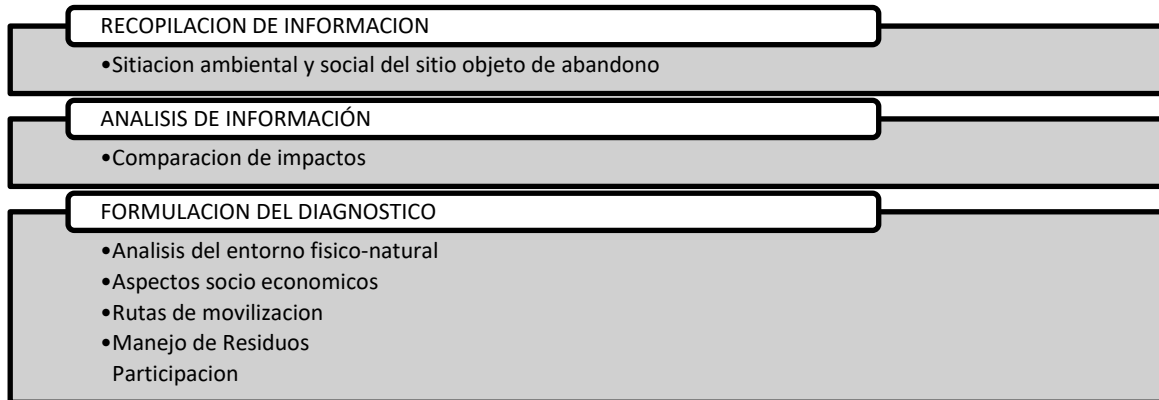 RECOPILACION DE INFORMACION
•Sitiacion ambiental y social del sitio objeto de abandono
ANALISIS DE INFORMACIÓN
•Comparacion de impactos
FORMULACION DEL DIAGNOSTICO
•Analisis del entorno fisico-natural
•Aspectos socio economicos
•Rutas de movilizacion
•Manejo de Residuos
Participacion